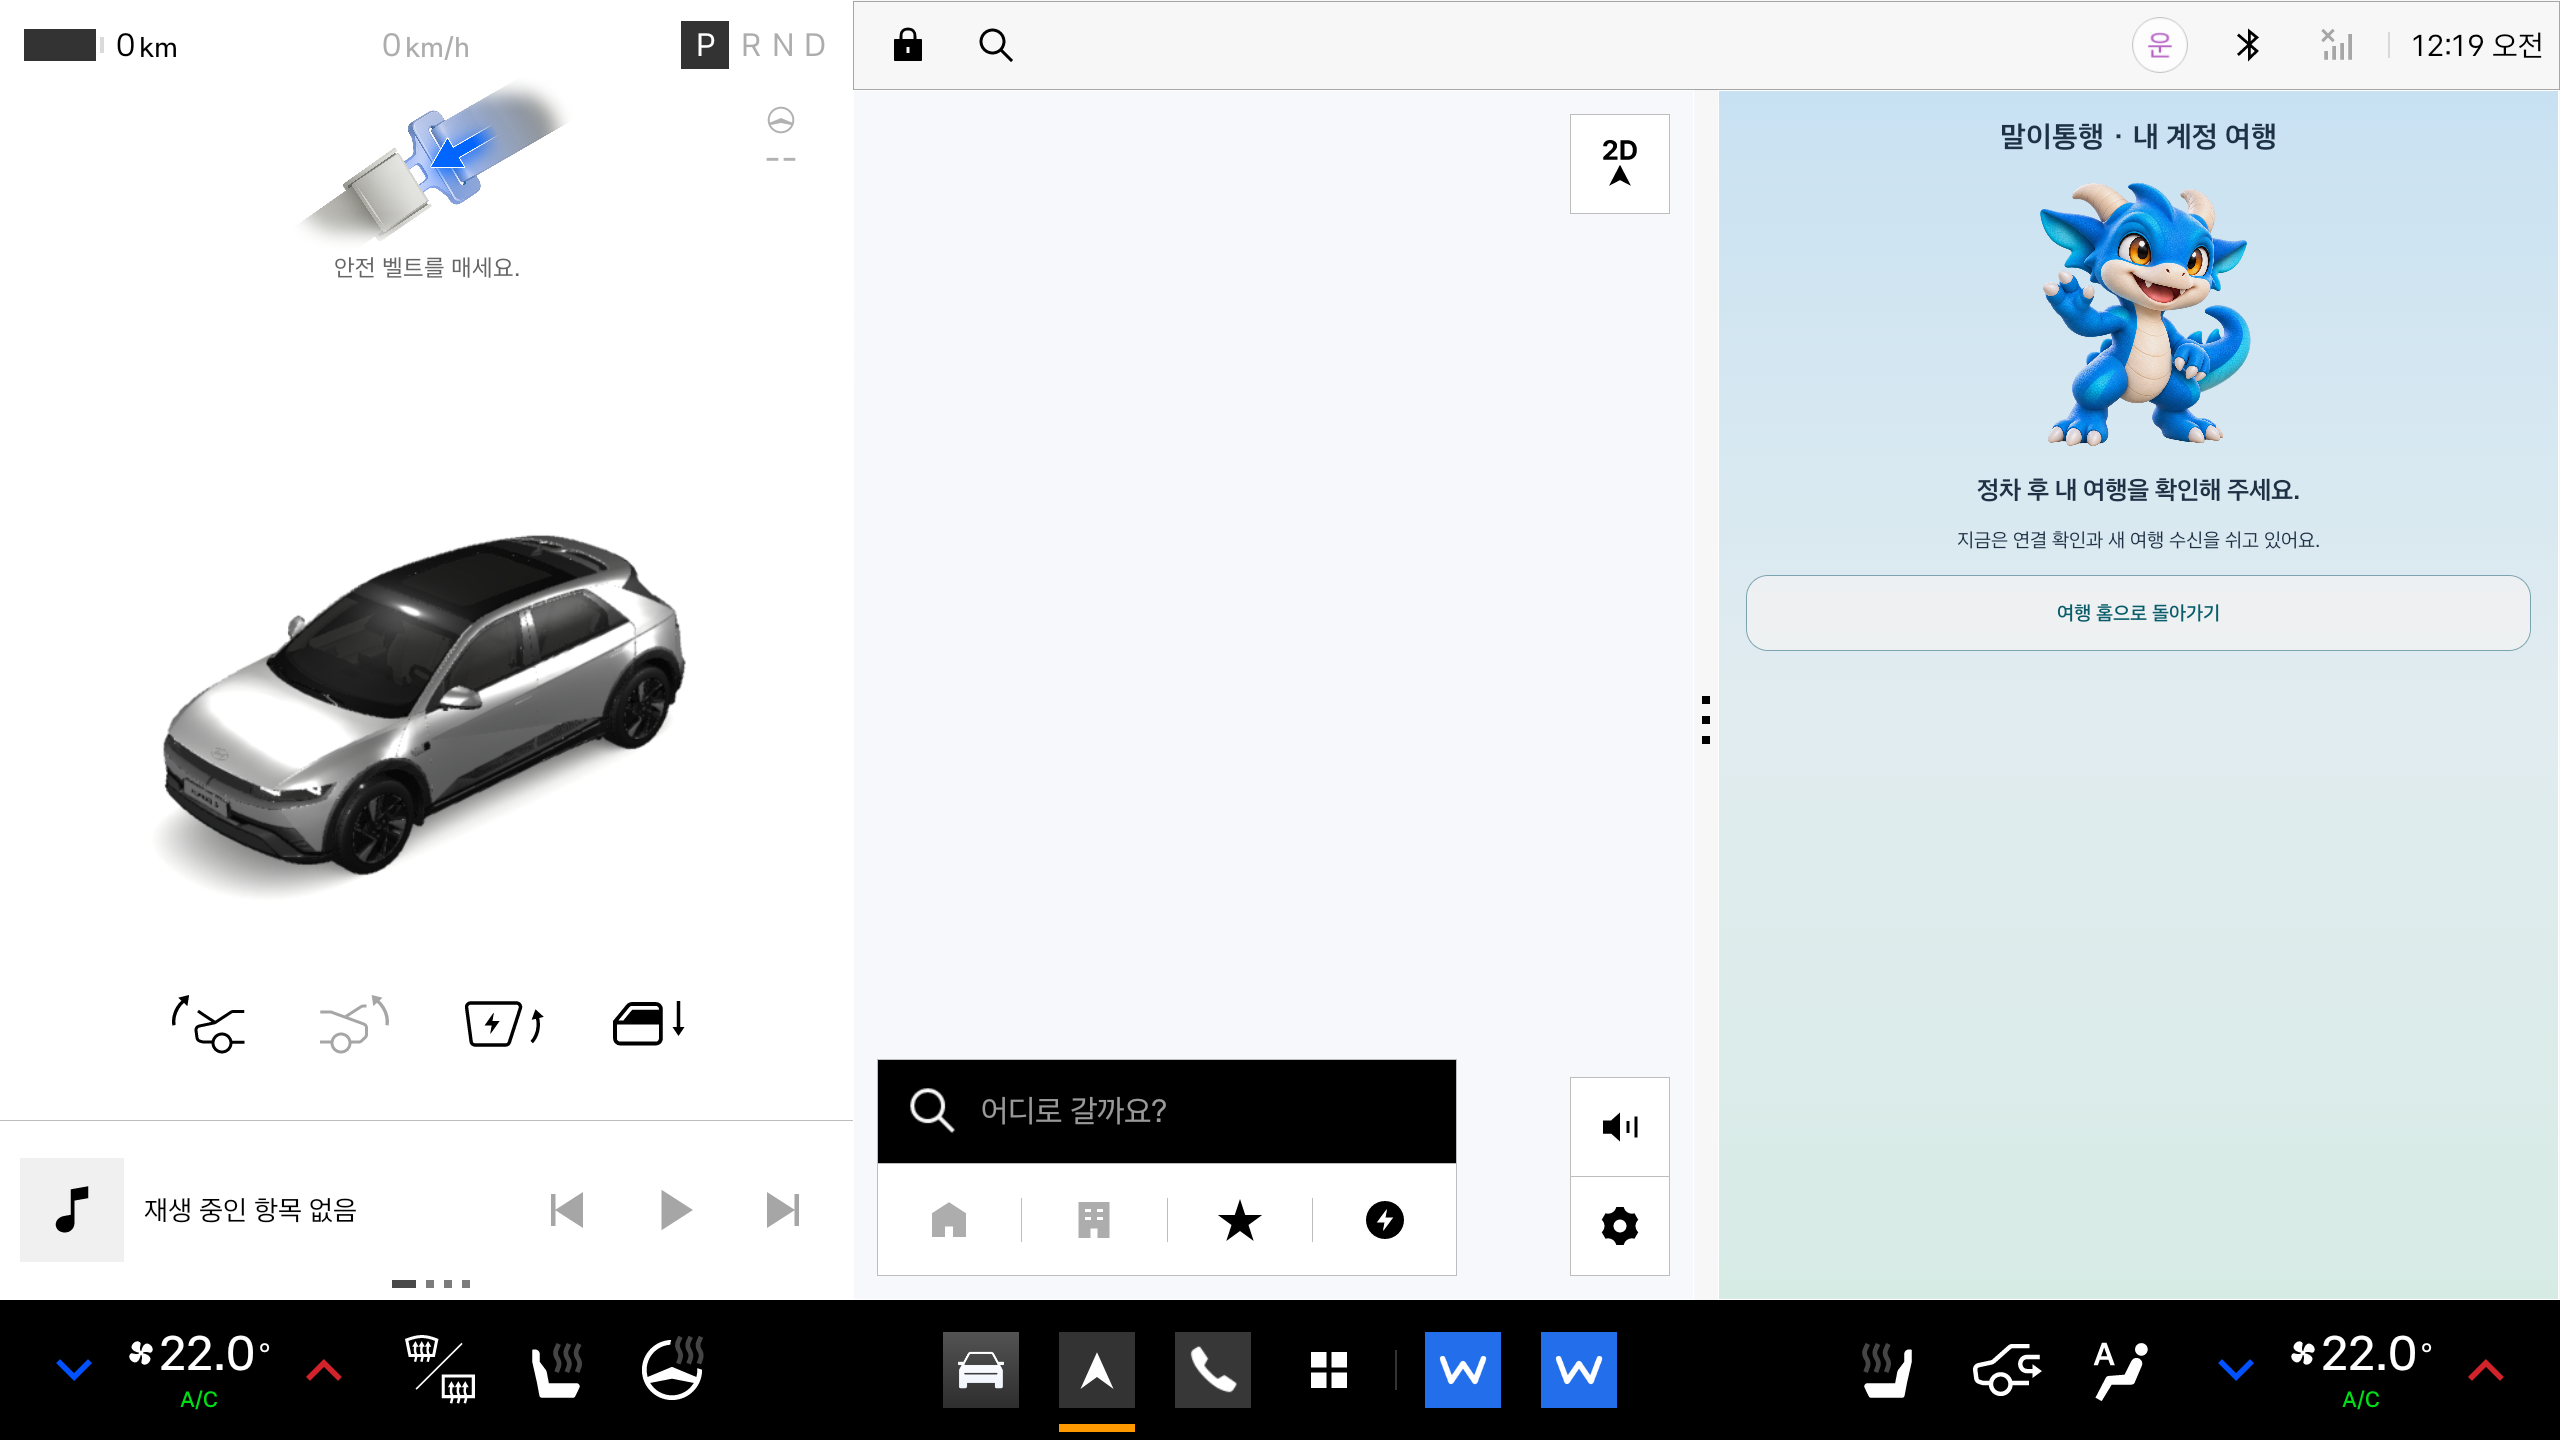 0 km
0 km/h
P R N D
12:19 오전
운
안전 벨트를 매세요.
--
2D
말이통행 · 내 계정 여행
정차 후 내 여행을 확인해 주세요.
지금은 연결 확인과 새 여행 수신을 쉬고 있어요.
여행 홈으로 돌아가기
어디로 갈까요?
재생 중인 항목 없음
22.0°
A/C
W
W
A
22.0°
A/C